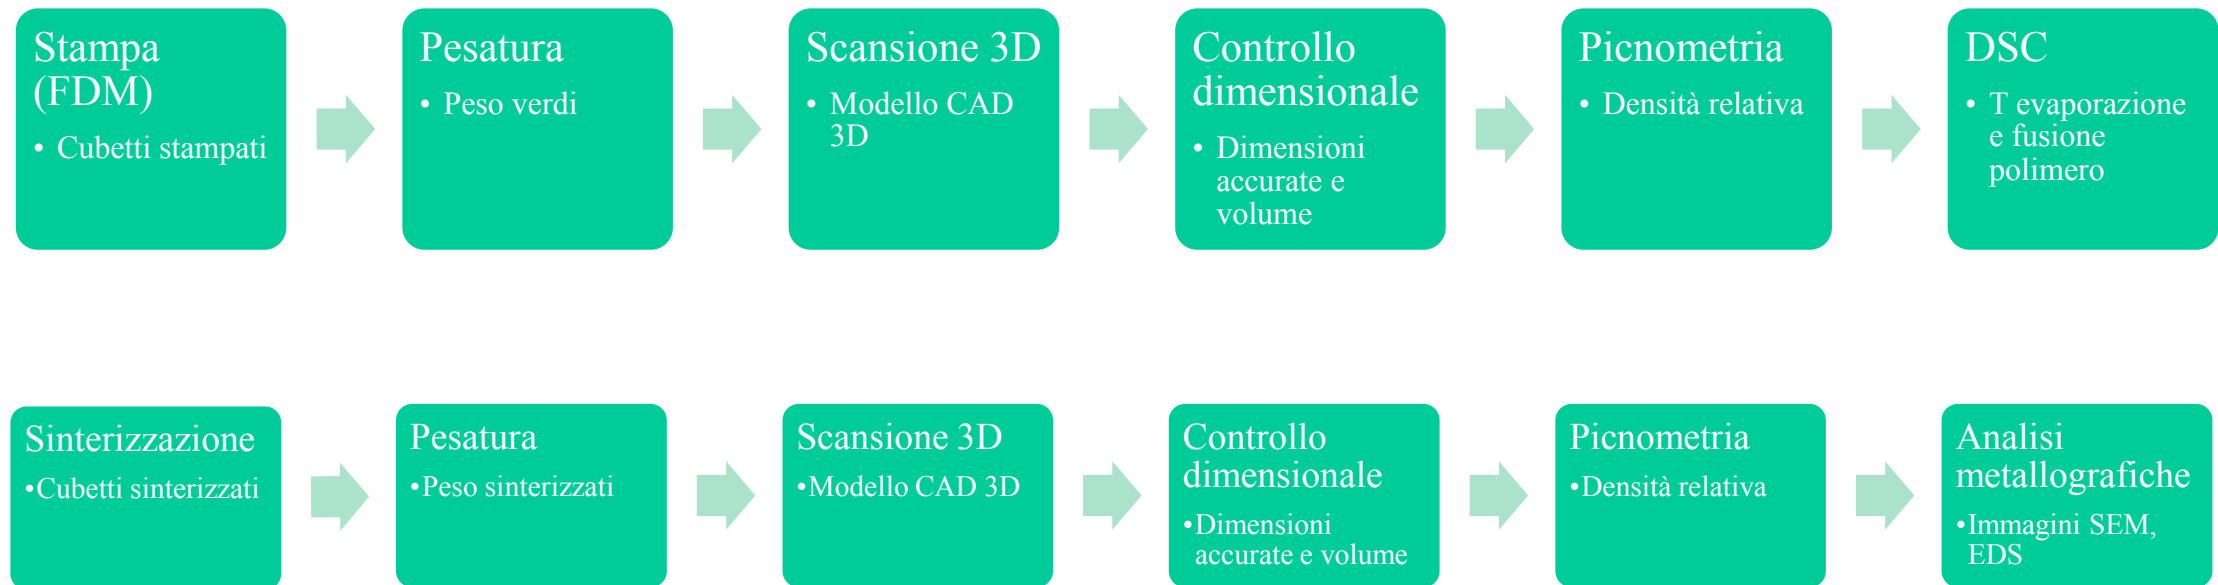 Stampa
(FDM)
• Cubetti stampati
Pesatura
• Peso verdi
Scansione 3D
• Modello CAD
3D
Controllo
dimensionale
• Dimensioni
accurate e
volume
Picnometria
• Densità relativa
DSC
• T evaporazione
e fusione
polimero
Sinterizzazione
•Cubetti sinterizzati
Pesatura
•Peso sinterizzati
Scansione 3D
•Modello CAD 3D
Controllo
dimensionale
•Dimensioni
accurate e volume
Picnometria
•Densità relativa
Analisi
metallografiche
•Immagini SEM,
EDS